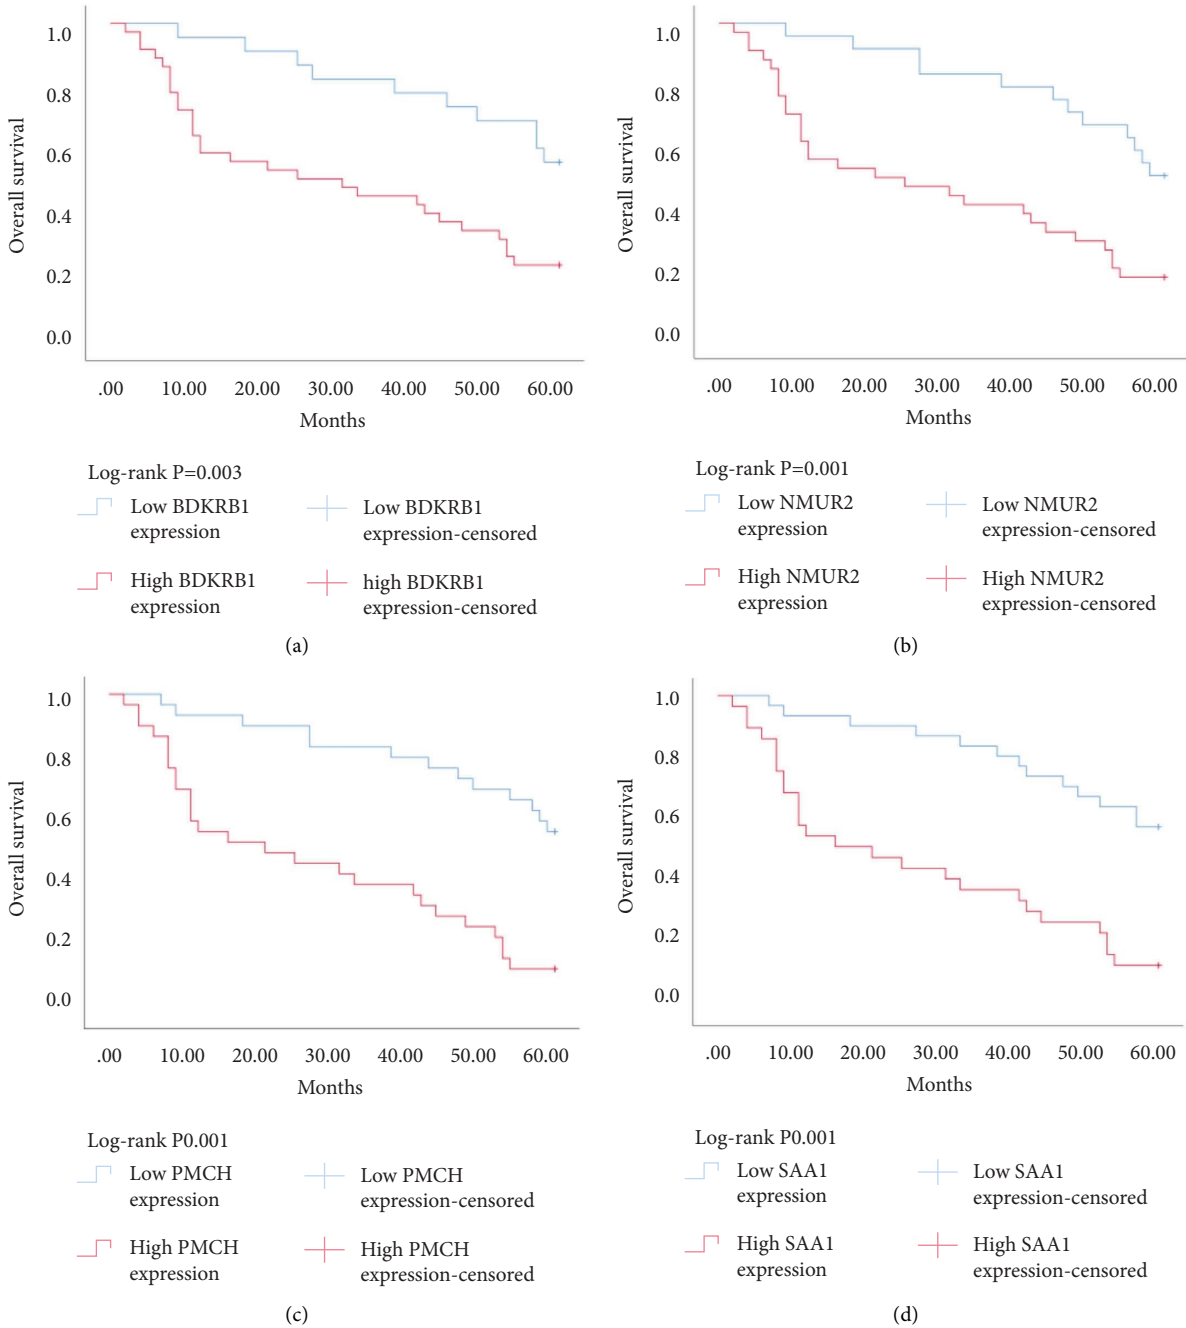 Overall survival
1.0
0.8
0.6
0.4
0.2
0.0
.00 10.00 20.00 30.00 40.00 50.00 60.00
Months
Log-rank P=0.003
Low BDKRB1
expression
Low BDKRB1
expression-censored
High BDKRB1
expression
high BDKRB1
expression-censored
(a)
Overall survival
1.0
0.8
0.6
0.4
0.2
0.0
.00 10.00 20.00 30.00 40.00 50.00 60.00
Months
Log-rank P=0.001
Low NMUR2
expression
Low NMUR2
expression-censored
High NMUR2
expression
High NMUR2
expression-censored
(b)
Overall survival
1.0
0.8
0.6
0.4
0.2
0.0
.00 10.00 20.00 30.00 40.00 50.00 60.00
Months
Log-rank P0.001
Low PMCH
expression
Low PMCH
expression-censored
High PMCH
expression
High PMCH
expression-censored
(c)
Overall survival
1.0
0.8
0.6
0.4
0.2
0.0
.00 10.00 20.00 30.00 40.00 50.00 60.00
Months
Log-rank P0.001
Low SAA1
expression
Low SAA1
expression-censored
High SAA1
expression
High SAA1
expression-censored
(d)